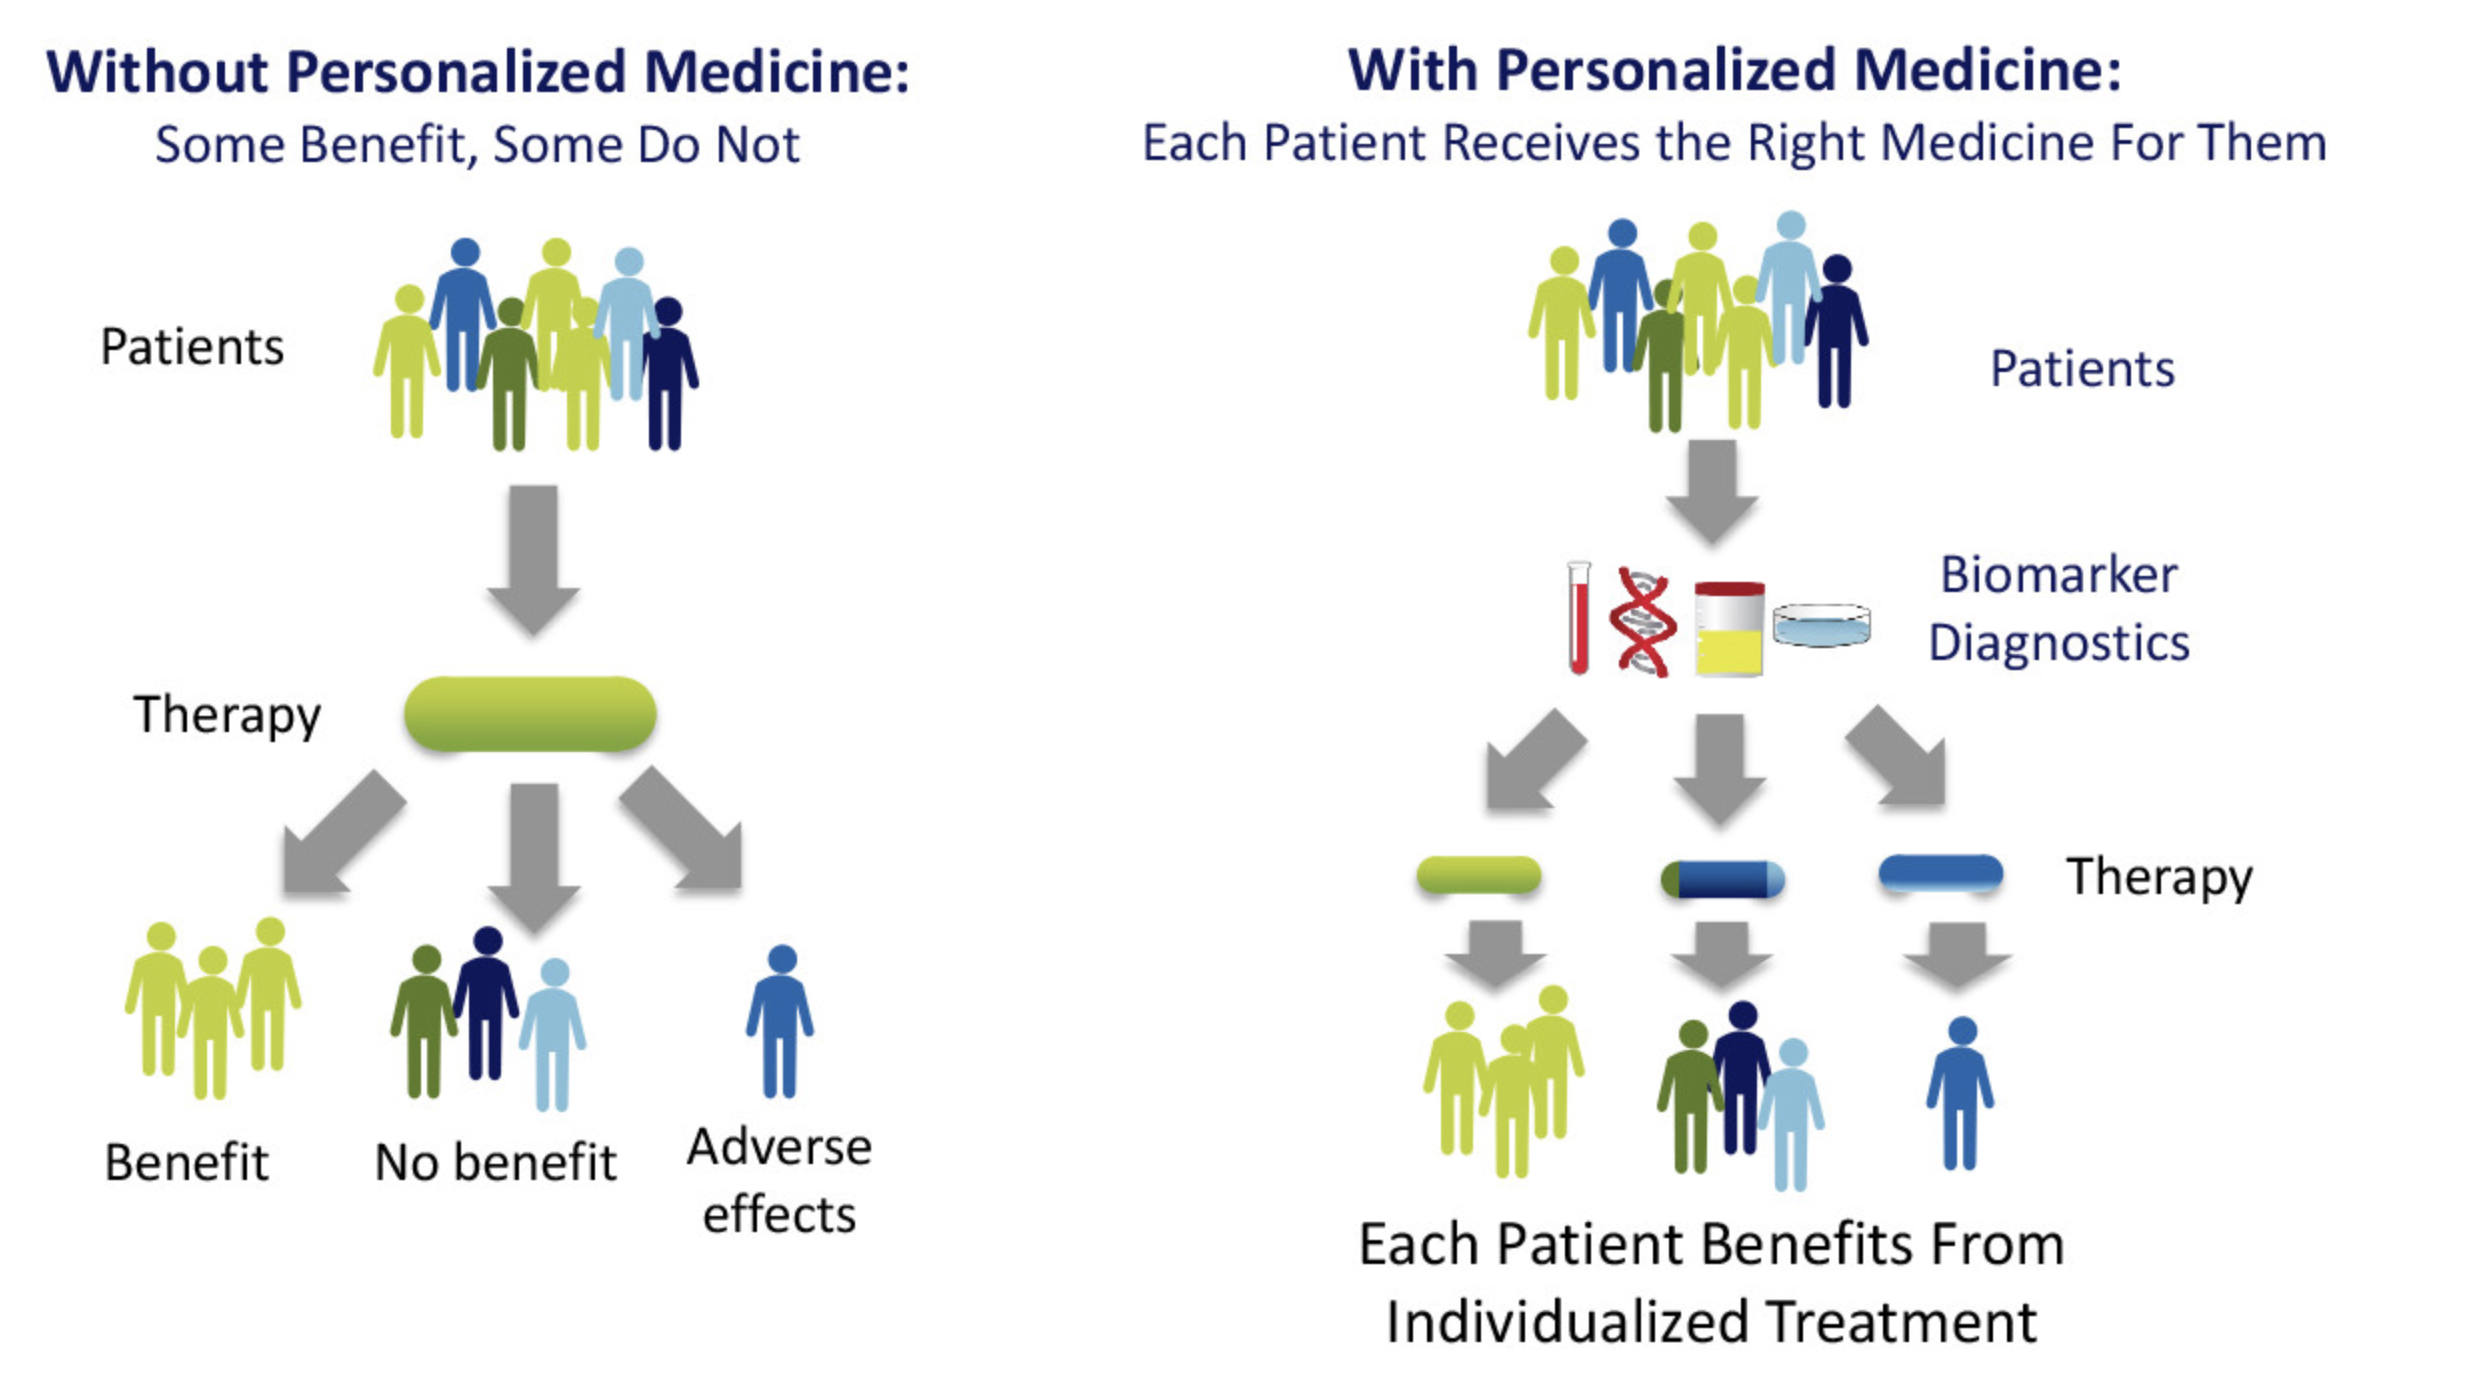 Without Personalized Medicine:
Some Benefit, Some Do Not
Patients
Therapy
Benefit
No benefit
Adverse
effects
With Personalized Medicine:
Each Patient Receives the Right Medicine For Them
Patients
Biomarker
Diagnostics
Therapy
Each Patient Benefits From
Individualized Treatment